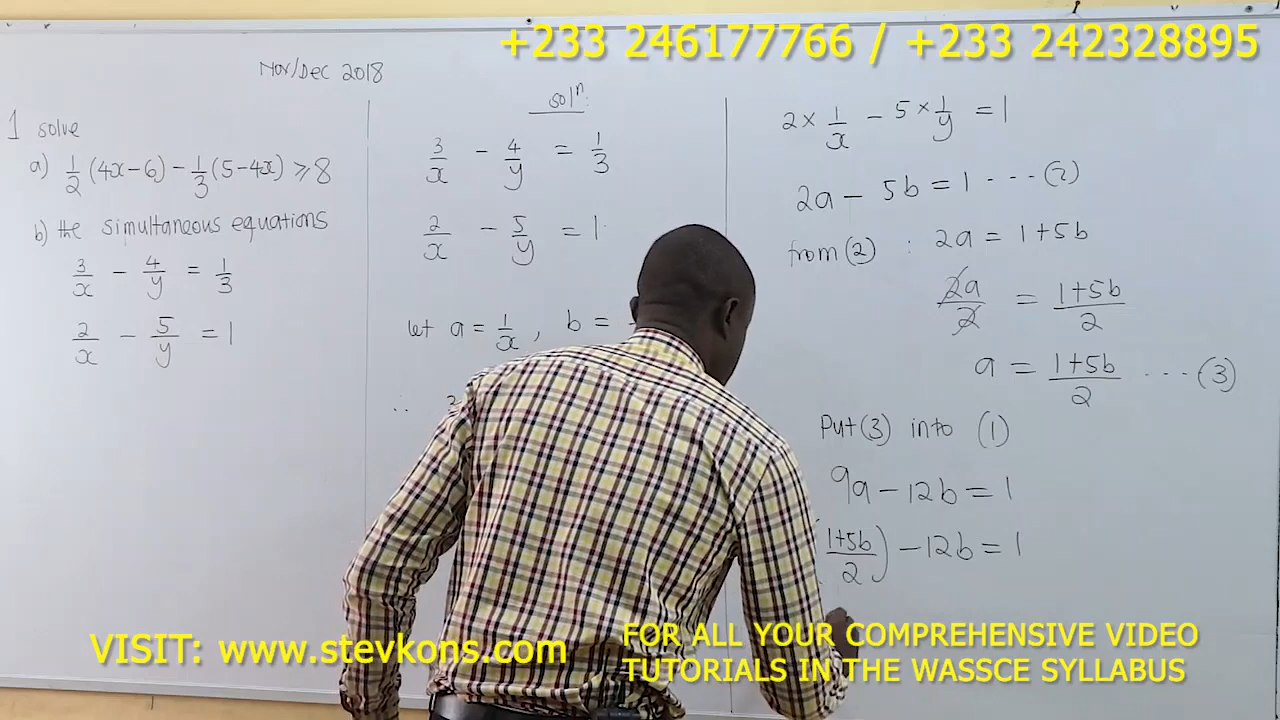 +233 246177766 / +233 242328895
Nov/Dec 2018
1 solve
a) 1/2 (4x-6) - 1/3 (5-4x) ≥ 8
b) the simultaneous equations
3/x - 4/y = 1/3
2/x - 5/y = 1
solⁿ:
3/x - 4/y = 1/3
2/x - 5/y = 1
let a = 1/x , b =
∴
2 × 1/x - 5 × 1/y = 1
2a - 5b = 1 --- (2)
from (2) : 2a = 1+5b
2a/2 = 1+5b/2
a = 1+5b/2 --- (3)
Put (3) into (1)
9a - 12b = 1
(1+5b/2) - 12b = 1
VISIT: www.stevkons.com
FOR ALL YOUR COMPREHENSIVE VIDEO
TUTORIALS IN THE WASSCE SYLLABUS